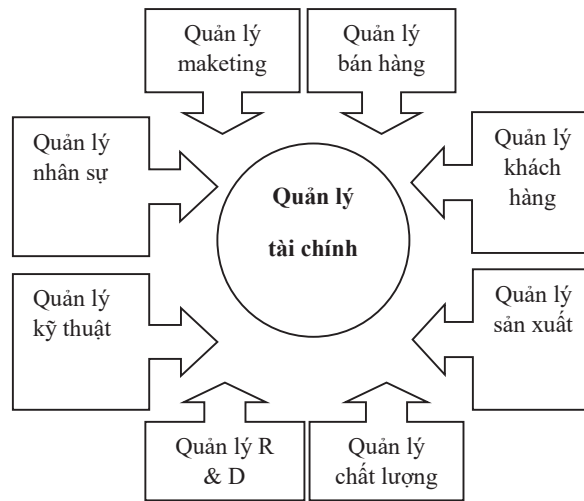 Quản lý
maketing
Quản lý
bán hàng
Quản lý
nhân sự
Quản lý
khách
hàng
Quản lý
tài chính
Quản lý
kỹ thuật
Quản lý
sản xuất
Quản lý R
& D
Quản lý
chất lượng